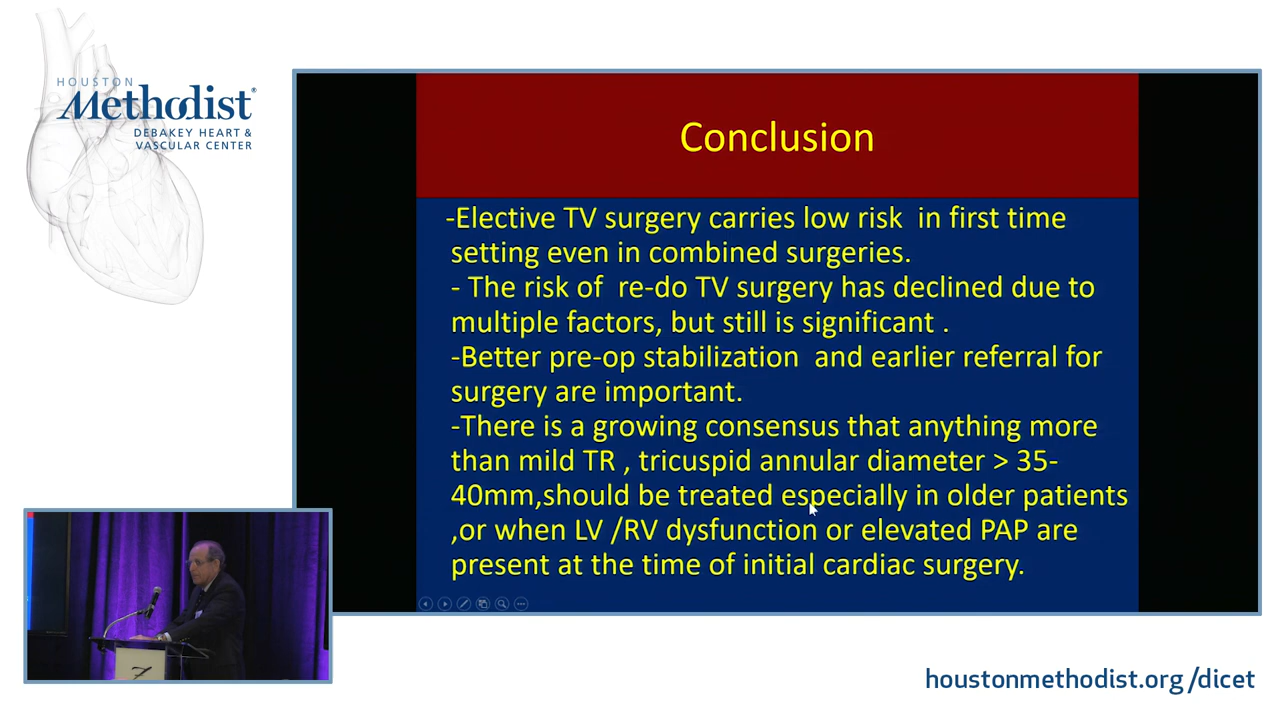 HOUSTON
Methodist®
DEBAKEY HEART &
VASCULAR CENTER
Conclusion
-Elective TV surgery carries low risk  in first time
setting even in combined surgeries.
- The risk of  re-do TV surgery has declined due to
multiple factors, but still is significant .
-Better pre-op stabilization  and earlier referral for
surgery are important.
-There is a growing consensus that anything more
than mild TR , tricuspid annular diameter > 35-
40mm,should be treated especially in older patients
,or when LV /RV dysfunction or elevated PAP are
present at the time of initial cardiac surgery.
houstonmethodist.org/dicet